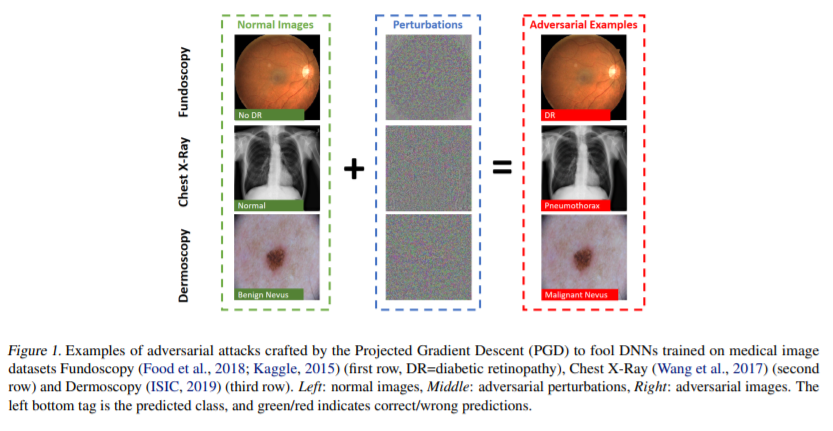 Normal Images
Perturbations
Adversarial Examples
Fundoscopy
No DR
DR
Chest X-Ray
Normal
+
=
Pneumothorax
Dermoscopy
Benign Nevus
Malignant Nevus
Figure 1. Examples of adversarial attacks crafted by the Projected Gradient Descent (PGD) to fool DNNs trained on medical image
datasets Fundoscopy (Food et al., 2018; Kaggle, 2015) (first row, DR=diabetic retinopathy), Chest X-Ray (Wang et al., 2017) (second
row) and Dermoscopy (ISIC, 2019) (third row). Left: normal images, Middle: adversarial perturbations, Right: adversarial images. The
left bottom tag is the predicted class, and green/red indicates correct/wrong predictions.